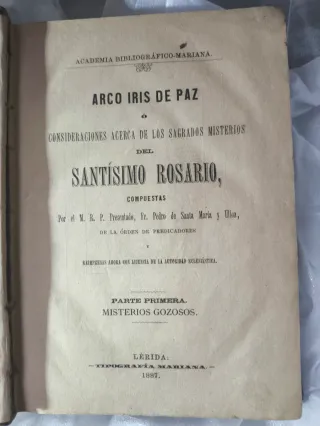 ACADEMIA BIBLIOGRÁFICO-MARIANA.
ARCO IRIS DE PAZ
Ó
CONSIDERACIONES ACERCA DE LOS SAGRADOS MISTERIOS
DEL
SANTÍSIMO ROSARIO,
COMPUESTAS
Por el M. R. P. Presentado, Fr. Pedro de Santa María y Ulloa,
DE LA ÓRDEN DE PREDICADORES
Y
REIMPRESAS AHORA CON LICENCIA DE LA AUTORIDAD ECLESIÁSTICA.
PARTE PRIMERA.
MISTERIOS GOZOSOS.
LÉRIDA:
TIPOGRAFÍA MARIANA
1887.